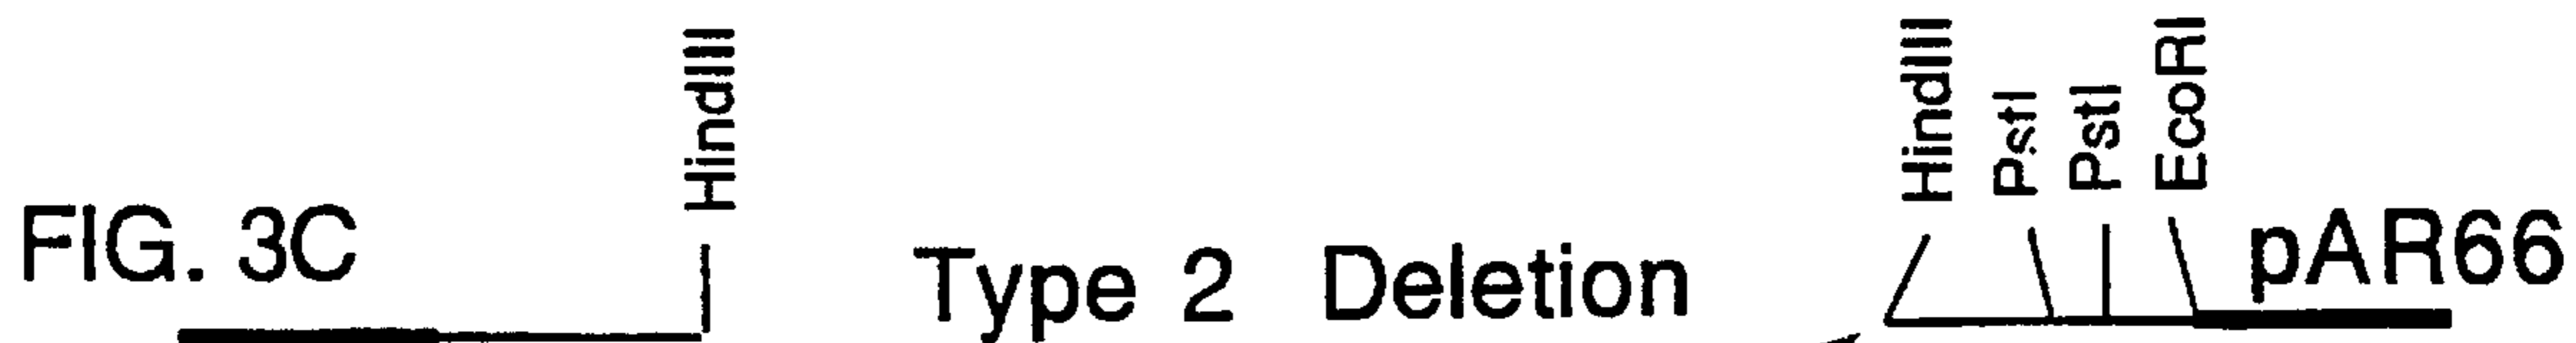 HindIII
HindIII
PstI
PstI
EcoRI
FIG. 3C
Type 2 Deletion
pAR66